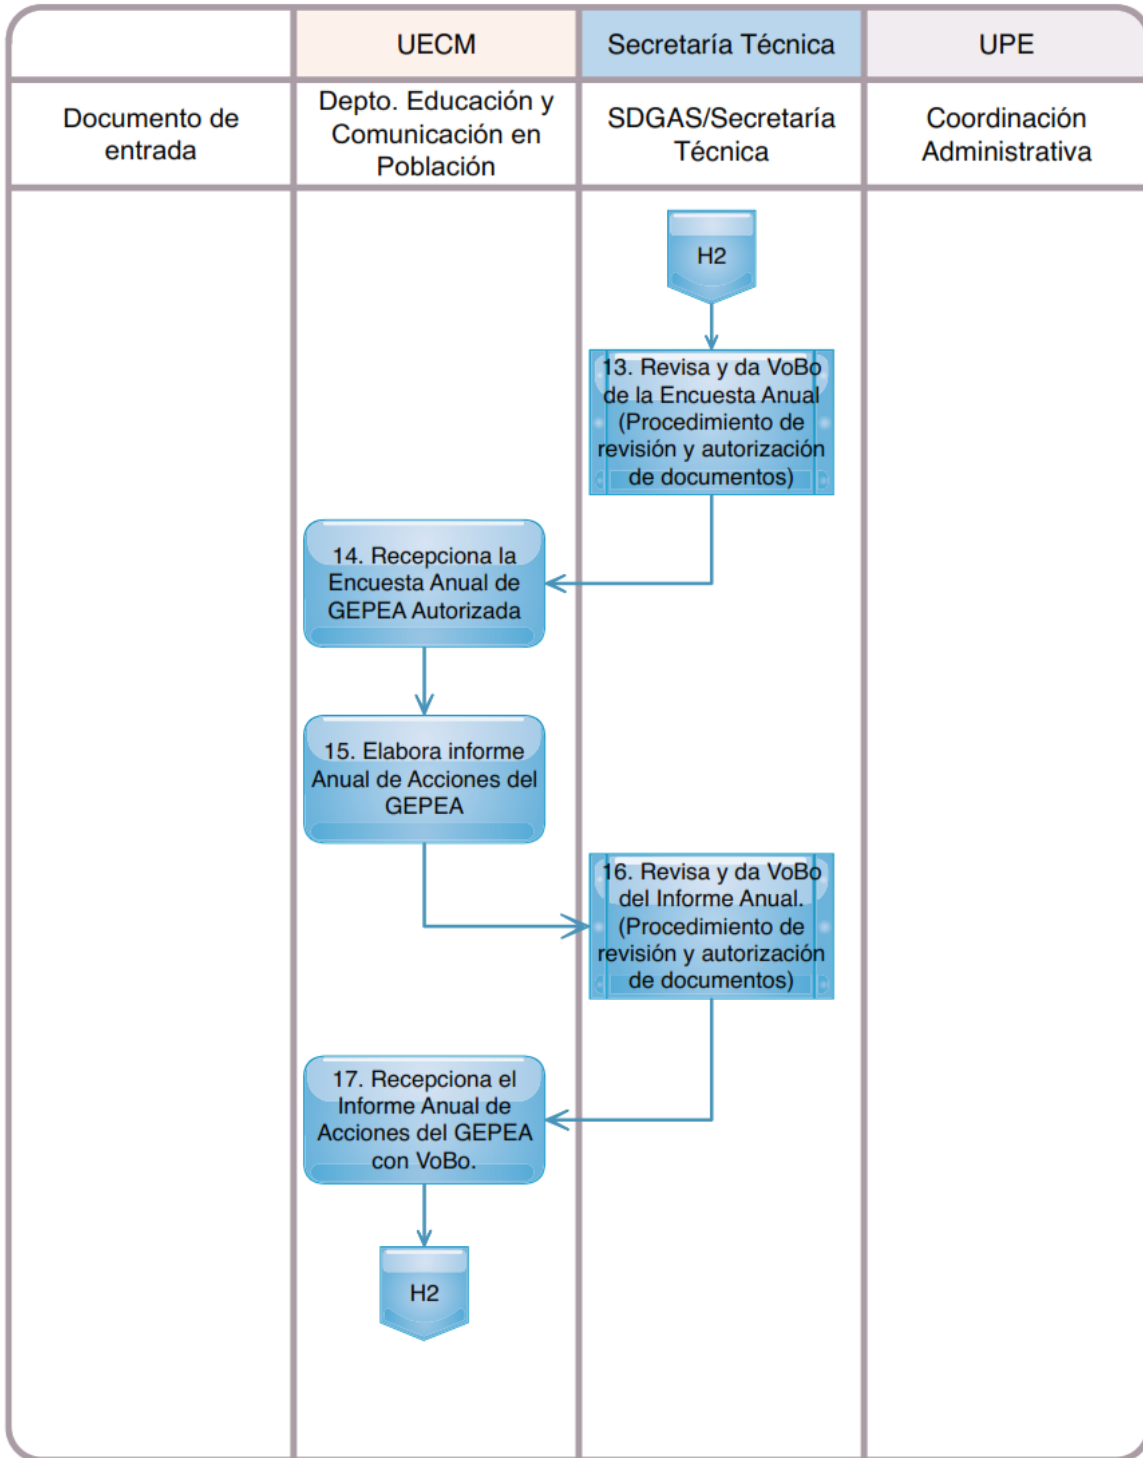 UECM
Secretaría Técnica
UPE
Documento de
entrada
Depto. Educación y
Comunicación en
Población
SDGAS/Secretaría
Técnica
Coordinación
Administrativa
H2
13. Revisa y da VoBo
de la Encuesta Anual
(Procedimiento de
revisión y autorización
de documentos)
14. Recepciona la
Encuesta Anual de
GEPEA Autorizada
15. Elabora informe
Anual de Acciones del
GEPEA
16. Revisa y da VoBo
del Informe Anual.
(Procedimiento de
revisión y autorización
de documentos)
17. Recepciona el
Informe Anual de
Acciones del GEPEA
con VoBo.
H2